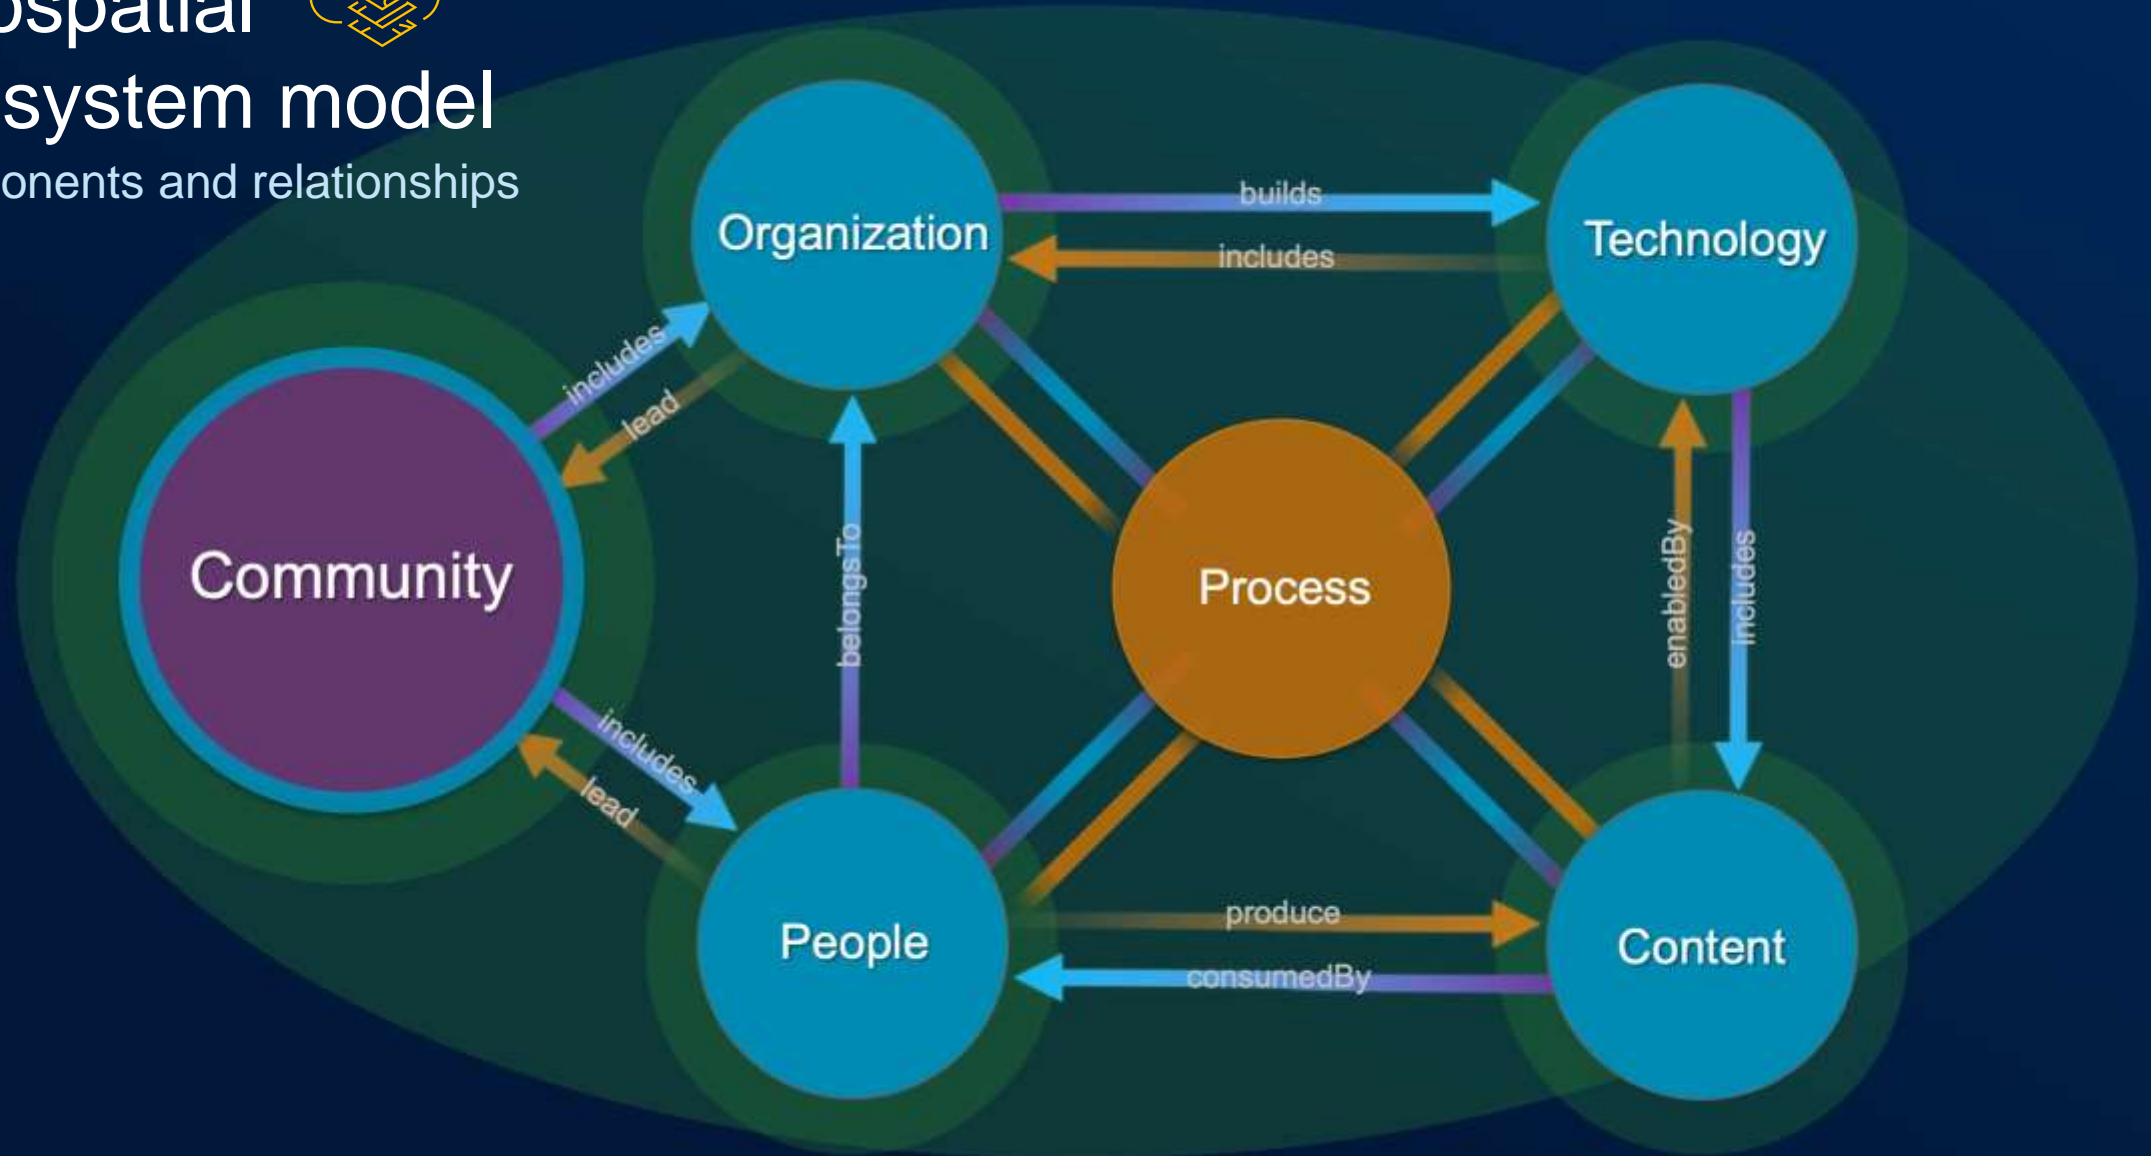 ospatial
system model
onents and relationships
Organization
builds
includes
Technology
includes
lead
Community
belongsTo
Process
enabledBy
includes
includes
lead
People
produce
consumedBy
Content